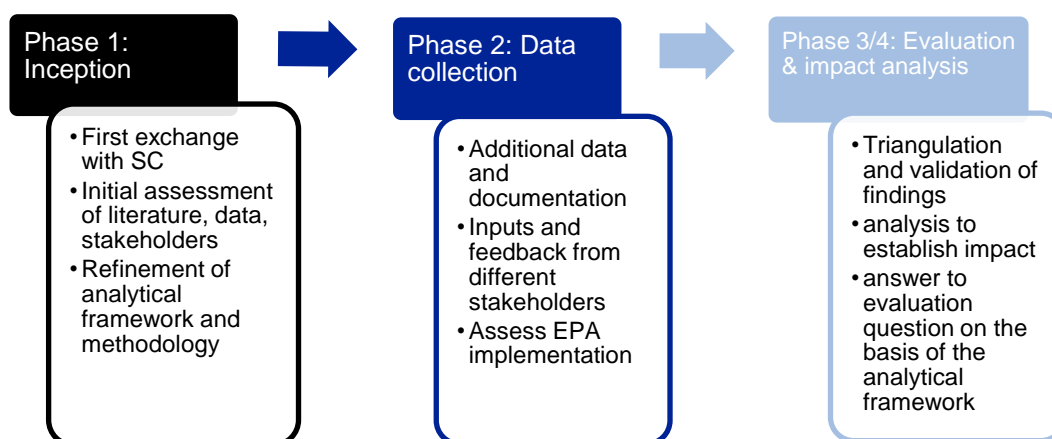 Phase 1:
Inception
• First exchange
with SC
• Initial assessment
of literature, data,
stakeholders
• Refinement of
analytical
framework and
methodology
Phase 2: Data
collection
• Additional data
and
documentation
• Inputs and
feedback from
different
stakeholders
• Assess EPA
implementation
Phase 3/4: Evaluation
& impact analysis
• Triangulation
and validation of
findings
• analysis to
establish impact
• answer to
evaluation
question on the
basis of the
analytical
framework